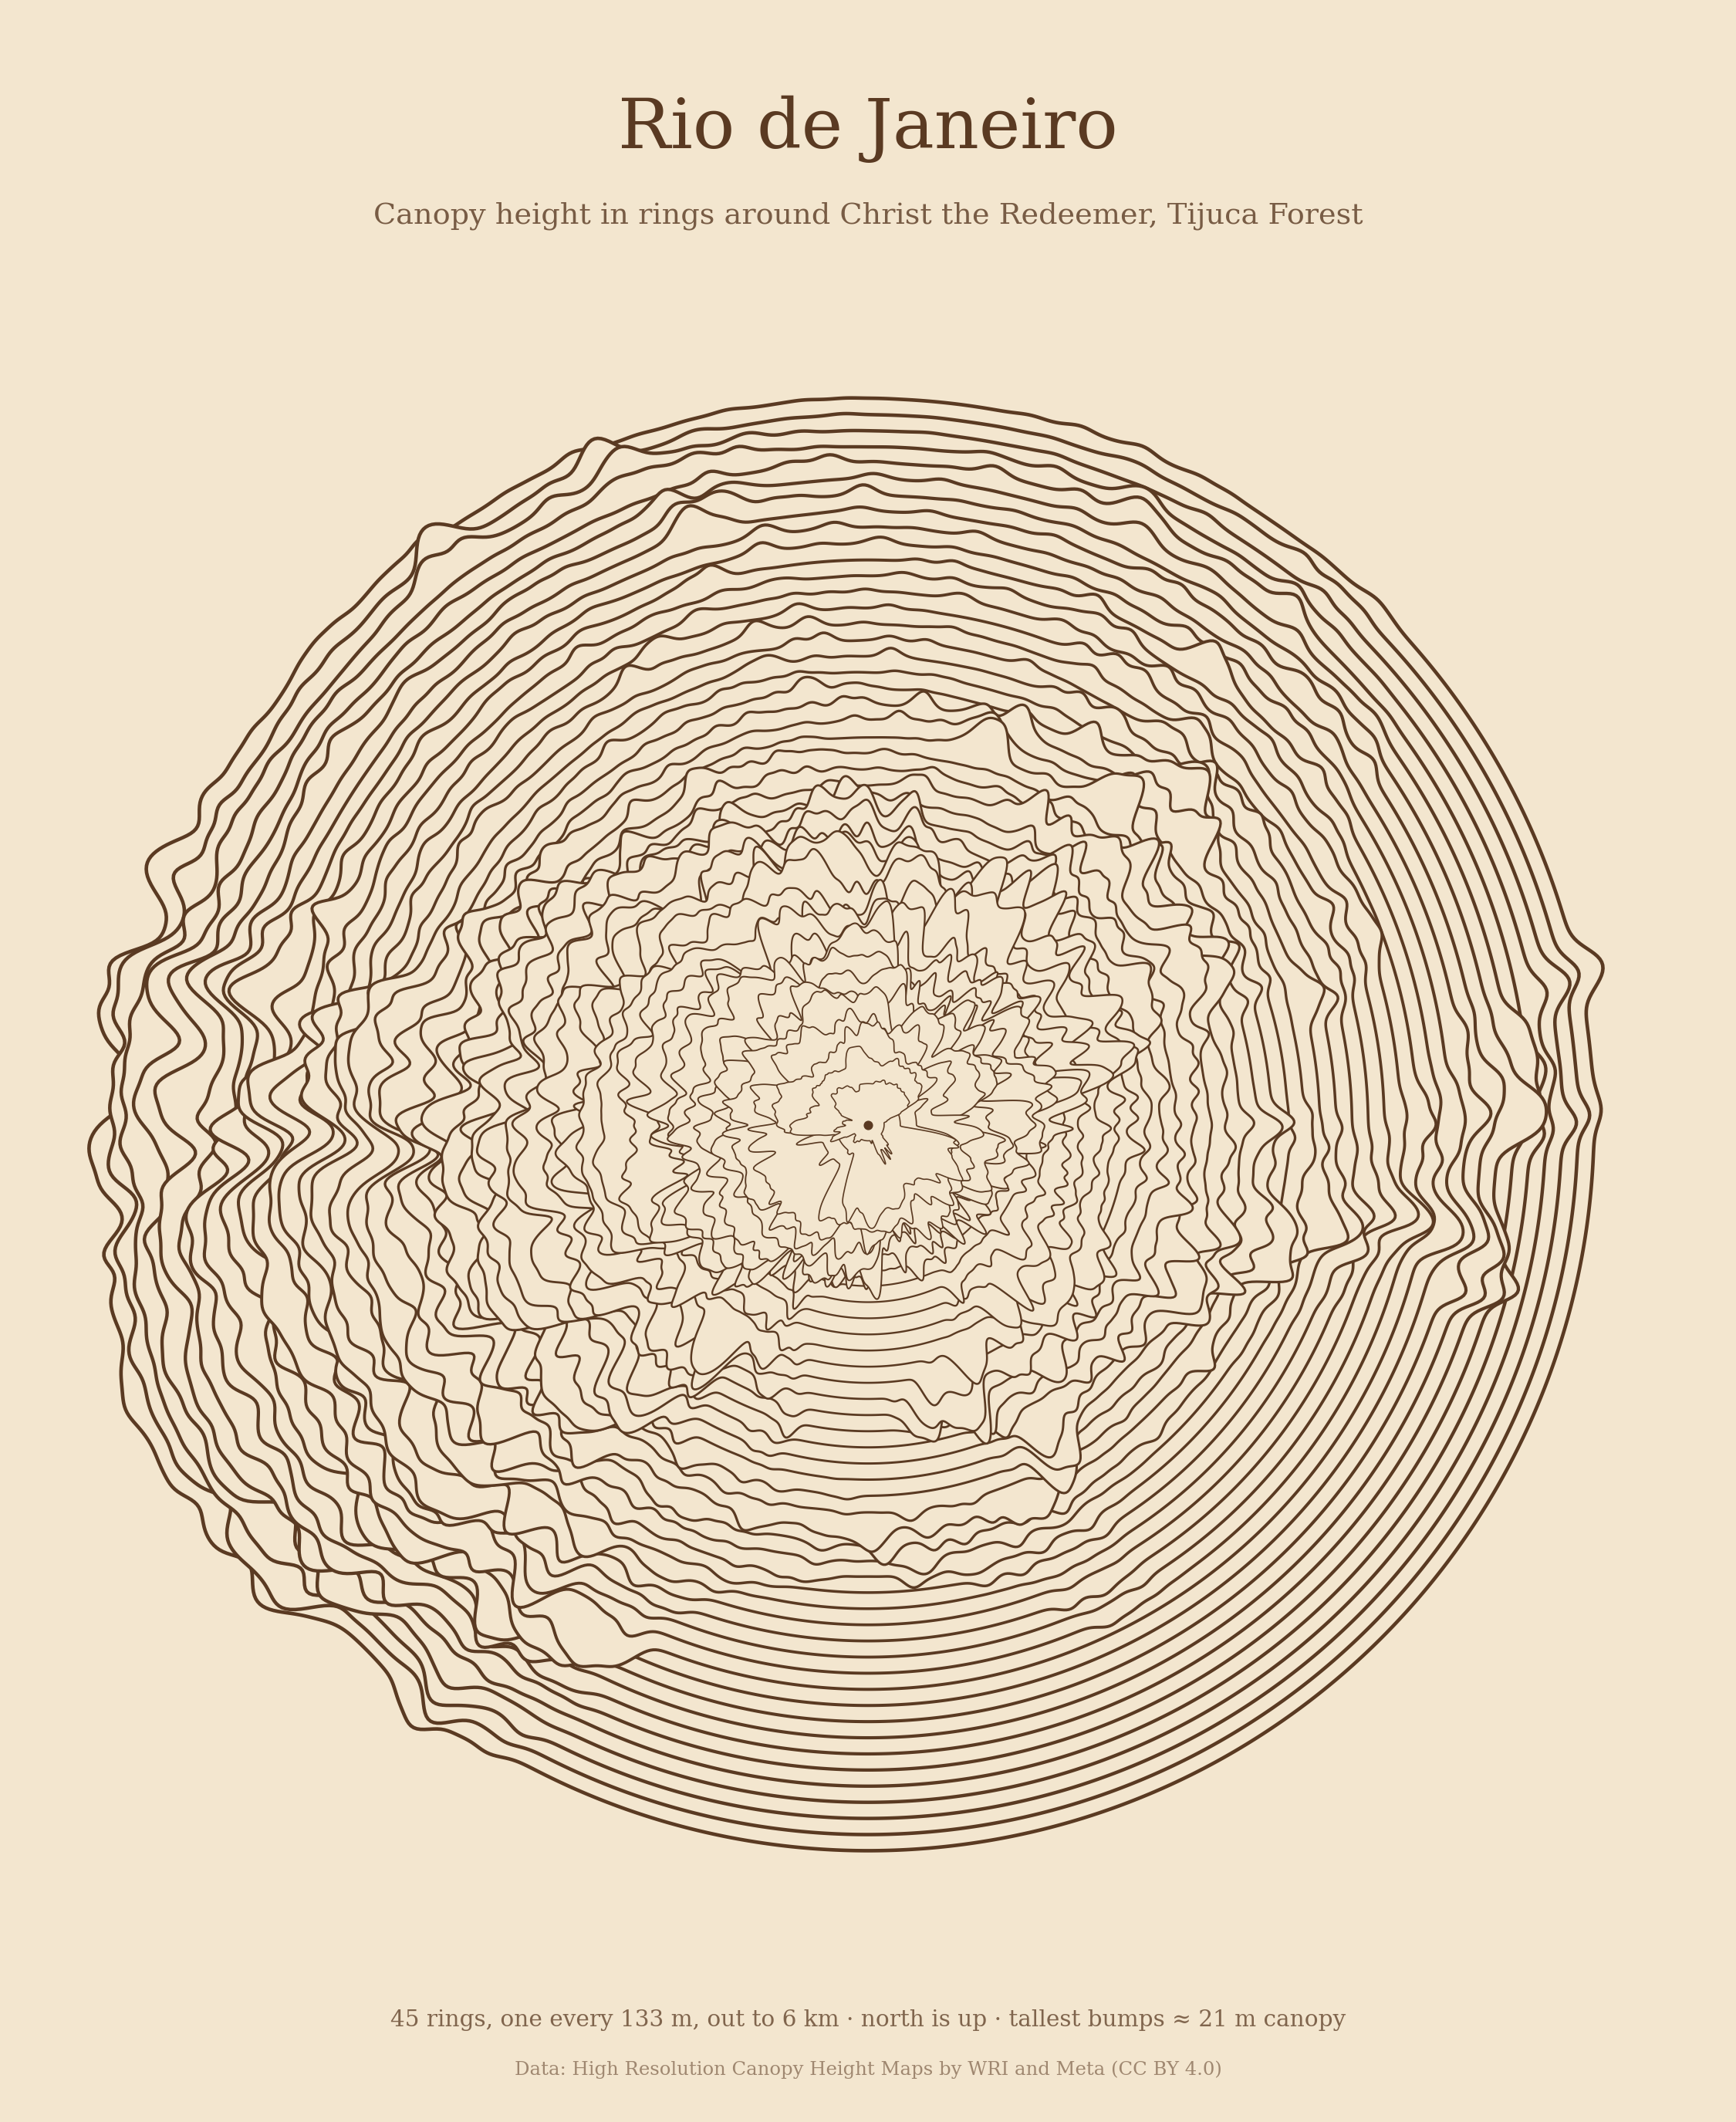 Rio de Janeiro
Canopy height in rings around Christ the Redeemer, Tijuca Forest
45 rings, one every 133 m, out to 6 km · north is up · tallest bumps ≈ 21 m canopy
Data: High Resolution Canopy Height Maps by WRI and Meta (CC BY 4.0)